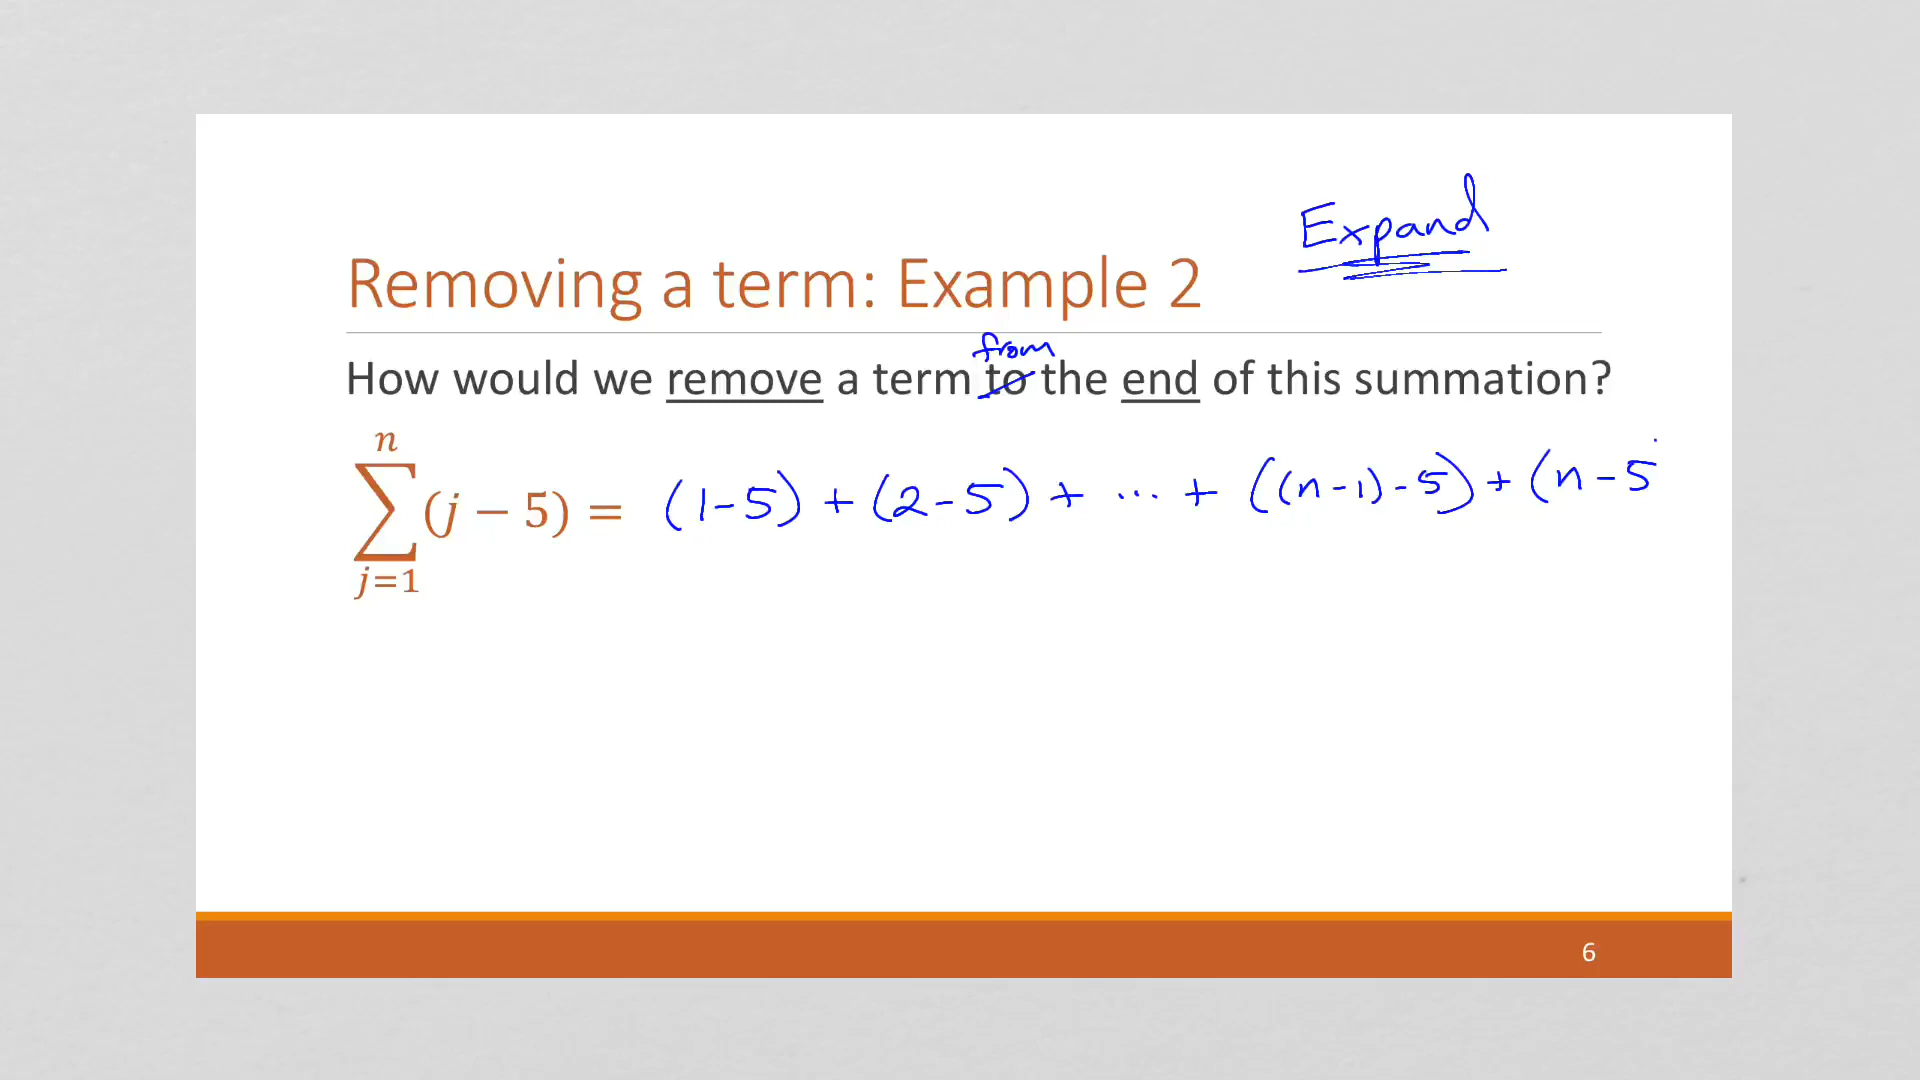 Expand
Removing a term: Example 2
from
How would we remove a term to the end of this summation?
n
∑ (j − 5) = (1-5) + (2-5) + ... + ((n-1)-5) + (n-5
j=1
6